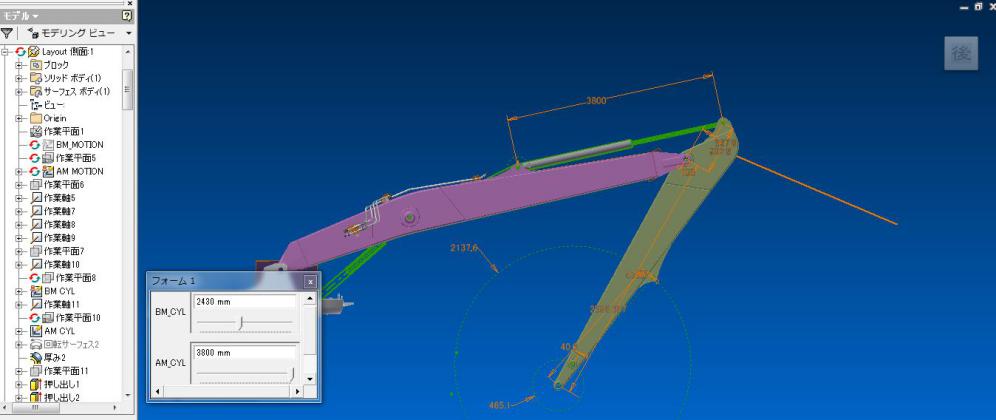 モデル
モデリング ビュー
Layout 側面:1
ブロック
ソリッド ボディ(1)
サーフェス ボディ(1)
ビュー:
Origin
作業平面1
BM_MOTION
作業平面5
AM MOTION
作業平面6
作業軸5
作業軸7
作業軸8
作業軸9
作業平面7
作業軸10
作業平面8
BM CYL
作業軸11
作業平面10
AM CYL
回転サーフェス2
厚み2
作業平面11
押し出し1
押し出し2
フォーム 1
BM_CYL
2430 mm
AM_CYL
3800 mm
3800
2137.6
465.1
後